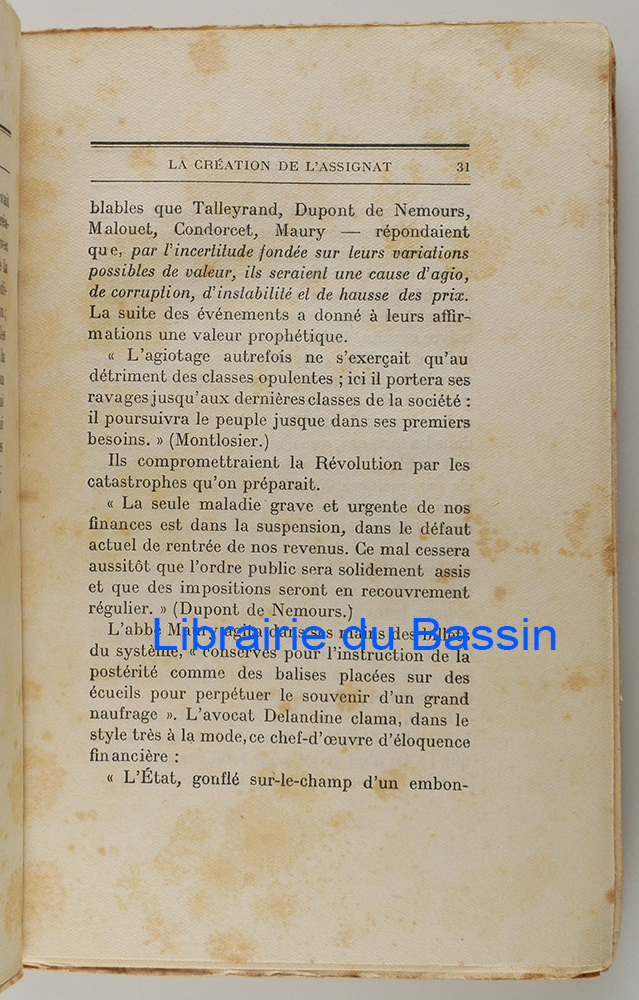 LA CRÉATION DE L'ASSIGNAT 31
blables que Talleyrand, Dupont de Nemours,
Malouet, Condorcet, Maury — répondaient
que, par l'incertitude fondée sur leurs variations
possibles de valeur, ils seraient une cause d'agio,
de corruption, d'instabilité et de hausse des prix.
La suite des événements a donné à leurs affir-
mations une valeur prophétique.
« L'agiotage autrefois ne s'exerçait qu'au
détriment des classes opulentes ; ici il portera ses
ravages jusqu'aux dernières classes de la société :
il poursuivra le peuple jusque dans ses premiers
besoins. » (Montlosier.)
Ils compromettraient la Révolution par les
catastrophes qu'on préparait.
« La seule maladie grave et urgente de nos
finances est dans la suspension, dans le défaut
actuel de rentrée de nos revenus. Ce mal cessera
aussitôt que l'ordre public sera solidement assis
et que des impositions seront en recouvrement
régulier. » (Dupont de Nemours.)
L'abbé Maury agita dans ses mains des billets
Librairie du Bassin
du système, « conservés pour l'instruction de la
postérité comme des balises placées sur des
écueils pour perpétuer le souvenir d'un grand
naufrage ». L'avocat Delandine clama, dans le
style très à la mode, ce chef-d'œuvre d'éloquence
financière :
« L'État, gonflé sur-le-champ d'un embon-